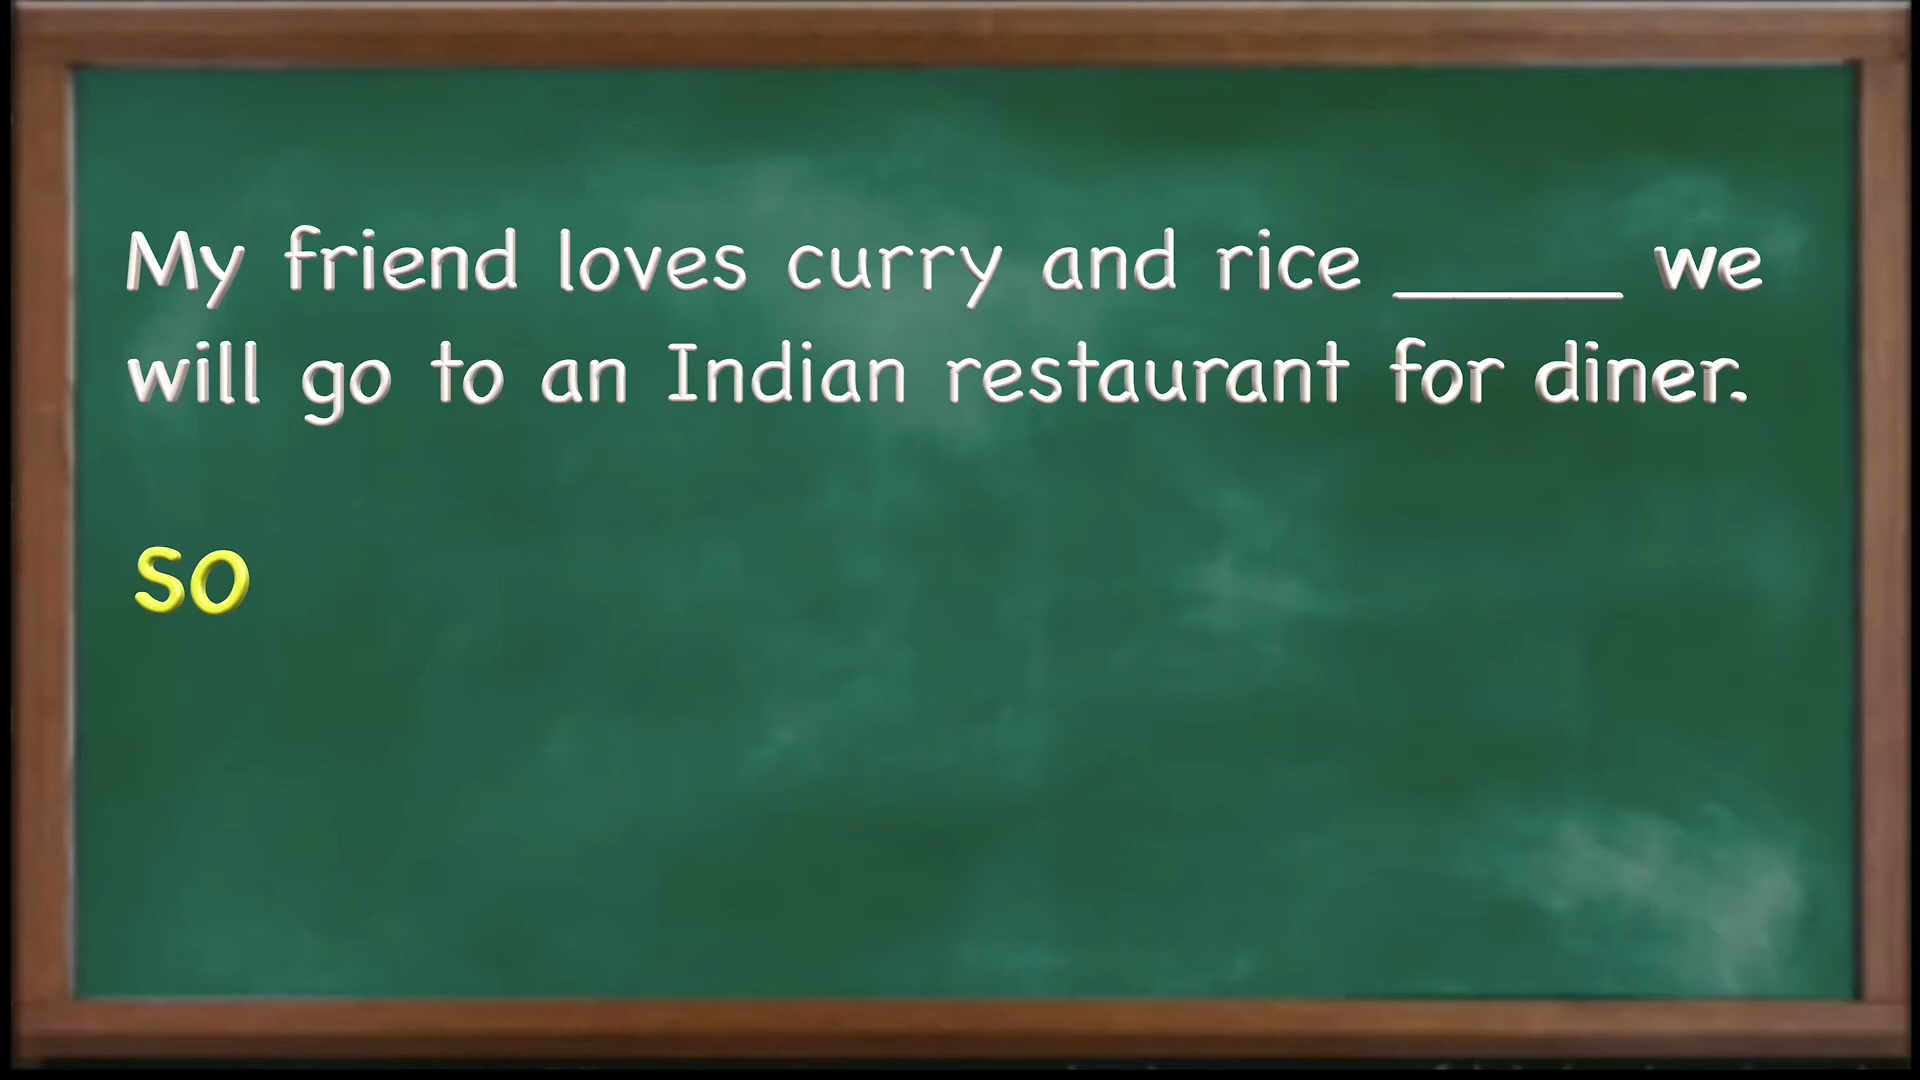 My friend loves curry and rice _____ we
will go to an Indian restaurant for diner.
so